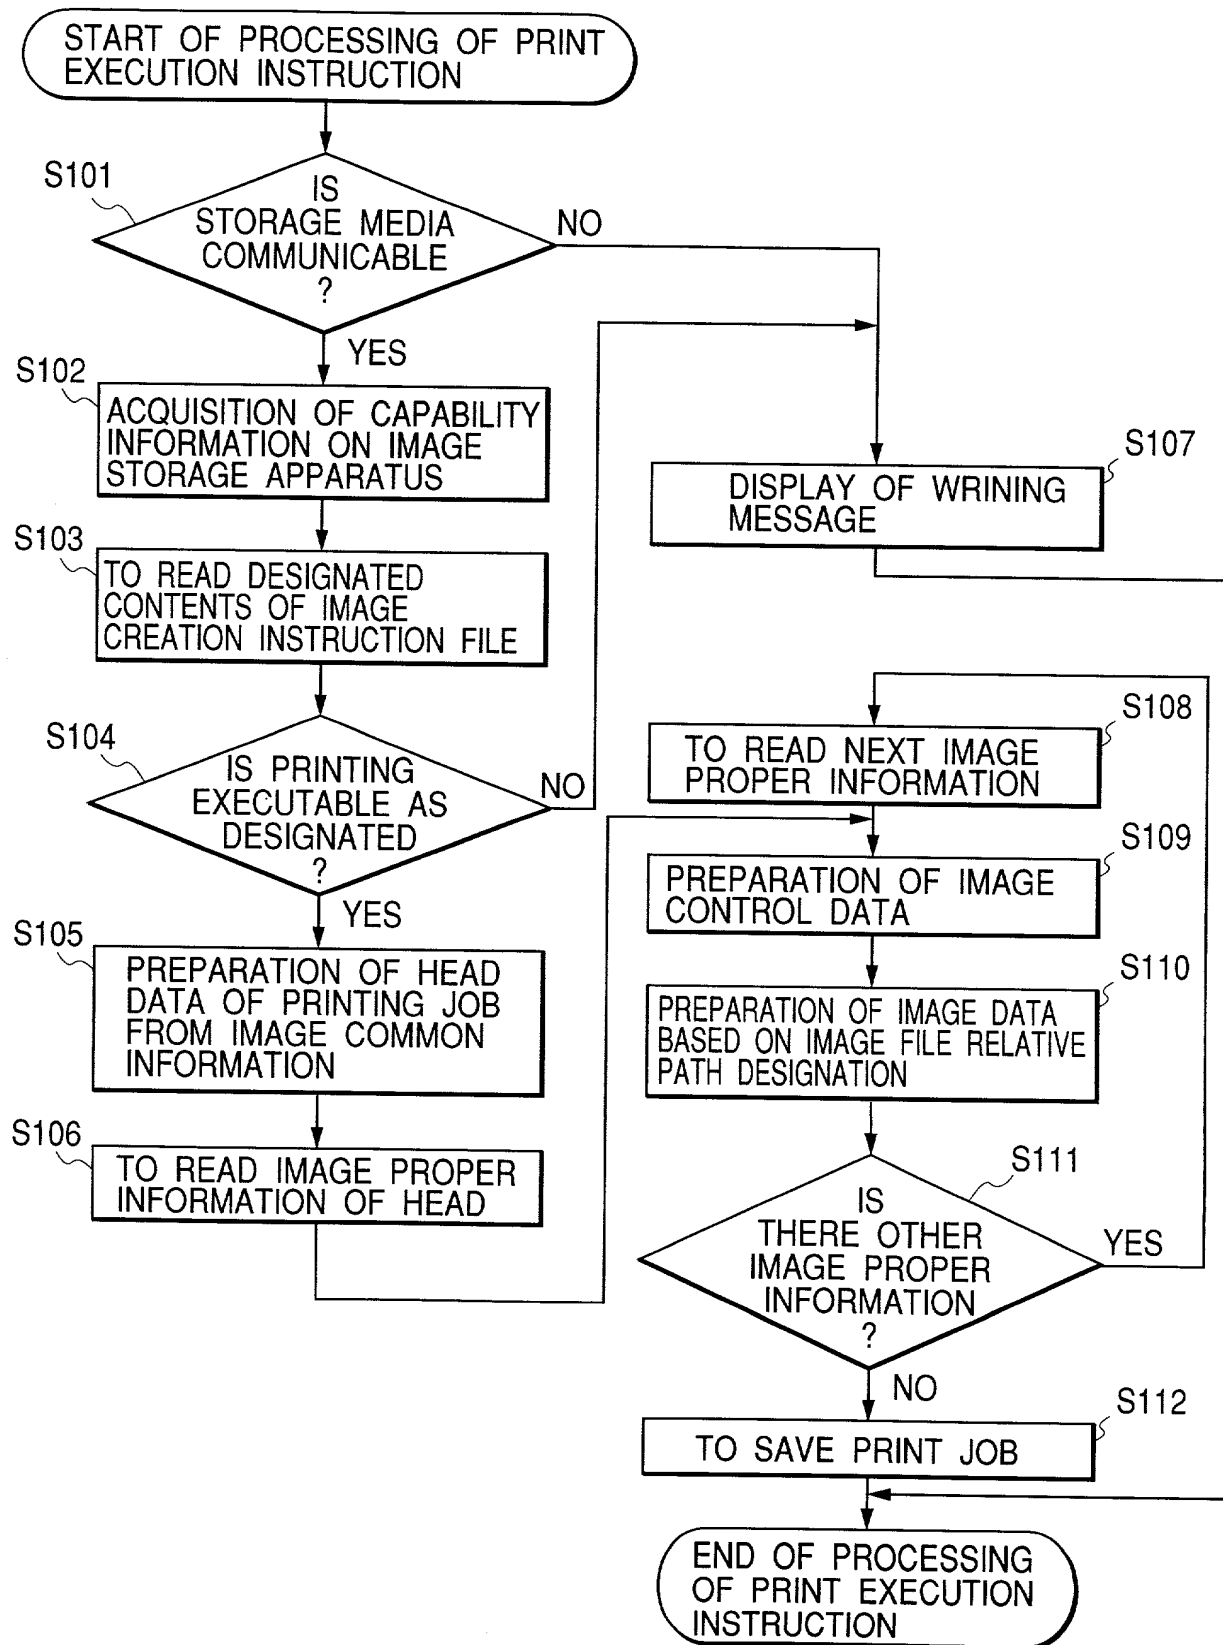 START OF PROCESSING OF PRINT
EXECUTION INSTRUCTION
S101
IS
STORAGE MEDIA
COMMUNICABLE
?
NO
YES
S102
ACQUISITION OF CAPABILITY
INFORMATION ON IMAGE
STORAGE APPARATUS
S103
TO READ DESIGNATED
CONTENTS OF IMAGE
CREATION INSTRUCTION FILE
S104
IS PRINTING
EXECUTABLE AS
DESIGNATED
?
NO
YES
S105
PREPARATION OF HEAD
DATA OF PRINTING JOB
FROM IMAGE COMMON
INFORMATION
S106
TO READ IMAGE PROPER
INFORMATION OF HEAD
S107
DISPLAY OF WRINING
MESSAGE
S108
TO READ NEXT IMAGE
PROPER INFORMATION
S109
PREPARATION OF IMAGE
CONTROL DATA
S110
PREPARATION OF IMAGE DATA
BASED ON IMAGE FILE RELATIVE
PATH DESIGNATION
S111
IS
THERE OTHER
IMAGE PROPER
INFORMATION
?
YES
NO
S112
TO SAVE PRINT JOB
END OF PROCESSING
OF PRINT EXECUTION
INSTRUCTION